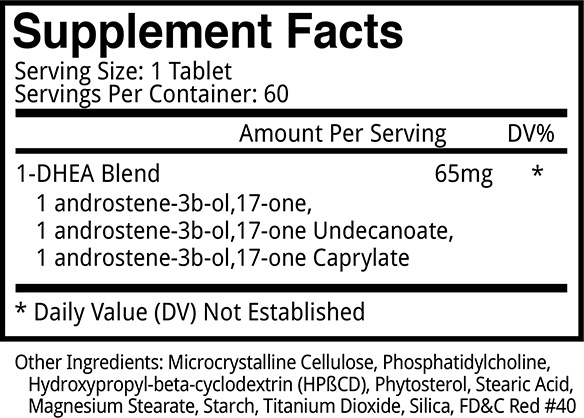 Supplement Facts
Serving Size: 1 Tablet
Servings Per Container: 60
Amount Per Serving DV%
1-DHEA Blend 65mg *
1 androstene-3b-ol,17-one,
1 androstene-3b-ol,17-one Undecanoate,
1 androstene-3b-ol,17-one Caprylate
* Daily Value (DV) Not Established
Other Ingredients: Microcrystalline Cellulose, Phosphatidylcholine,
Hydroxypropyl-beta-cyclodextrin (HPßCD), Phytosterol, Stearic Acid,
Magnesium Stearate, Starch, Titanium Dioxide, Silica, FD&C Red #40